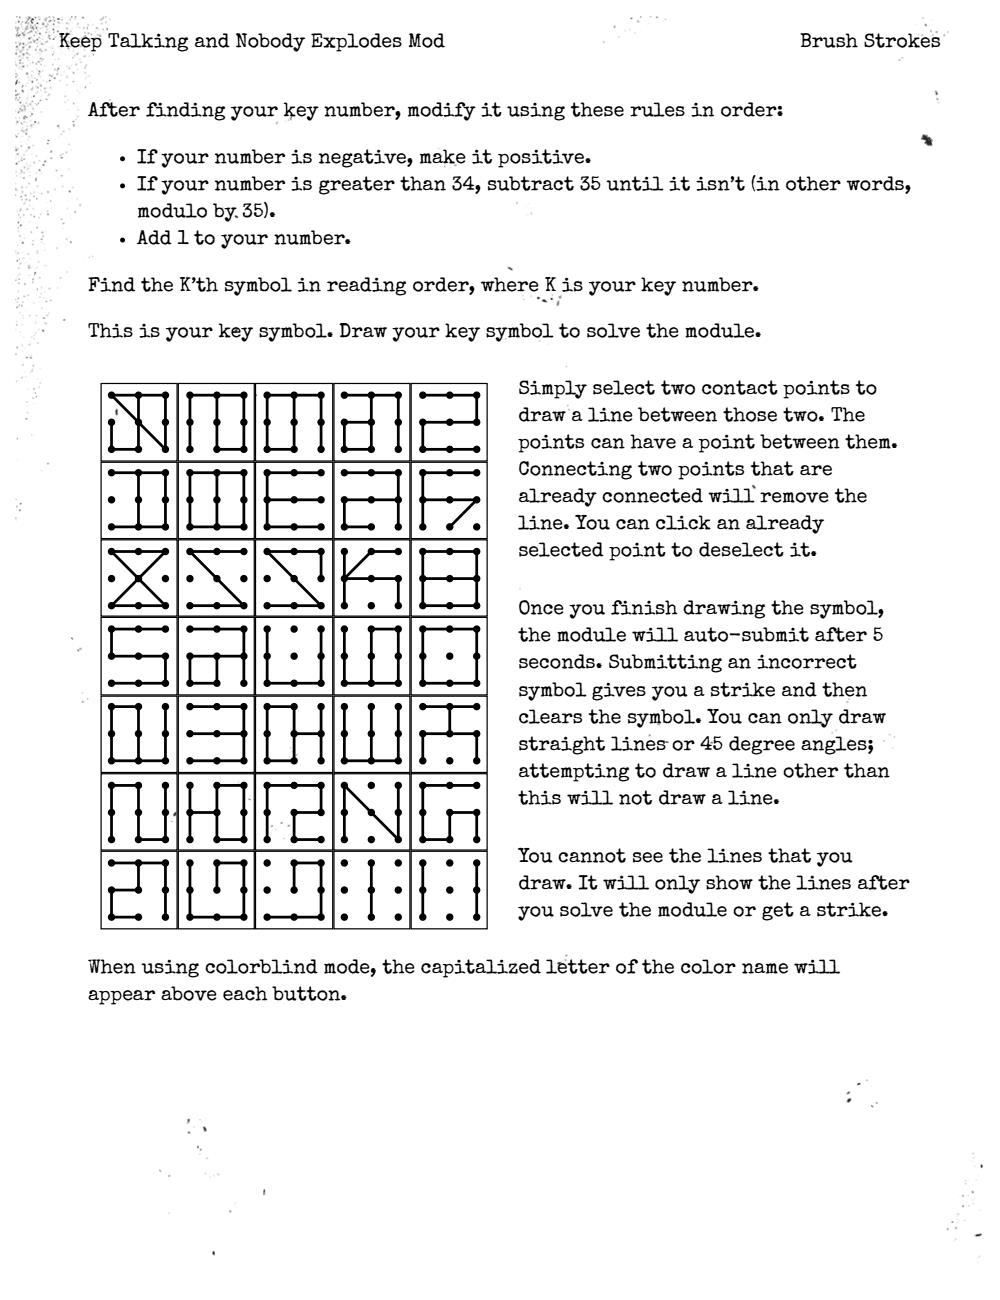 Keep Talking and Nobody Explodes Mod
Brush Strokes
After finding your key number, modify it using these rules in order:
• If your number is negative, make it positive.
• If your number is greater than 34, subtract 35 until it isn't (in other words,
modulo by 35).
• Add 1 to your number.
Find the K'th symbol in reading order, where K is your key number.
This is your key symbol. Draw your key symbol to solve the module.
Simply select two contact points to
draw a line between those two. The
points can have a point between them.
Connecting two points that are
already connected will remove the
line. You can click an already
selected point to deselect it.
Once you finish drawing the symbol,
the module will auto-submit after 5
seconds. Submitting an incorrect
symbol gives you a strike and then
clears the symbol. You can only draw
straight lines or 45 degree angles;
attempting to draw a line other than
this will not draw a line.
You cannot see the lines that you
draw. It will only show the lines after
you solve the module or get a strike.
When using colorblind mode, the capitalized letter of the color name will
appear above each button.